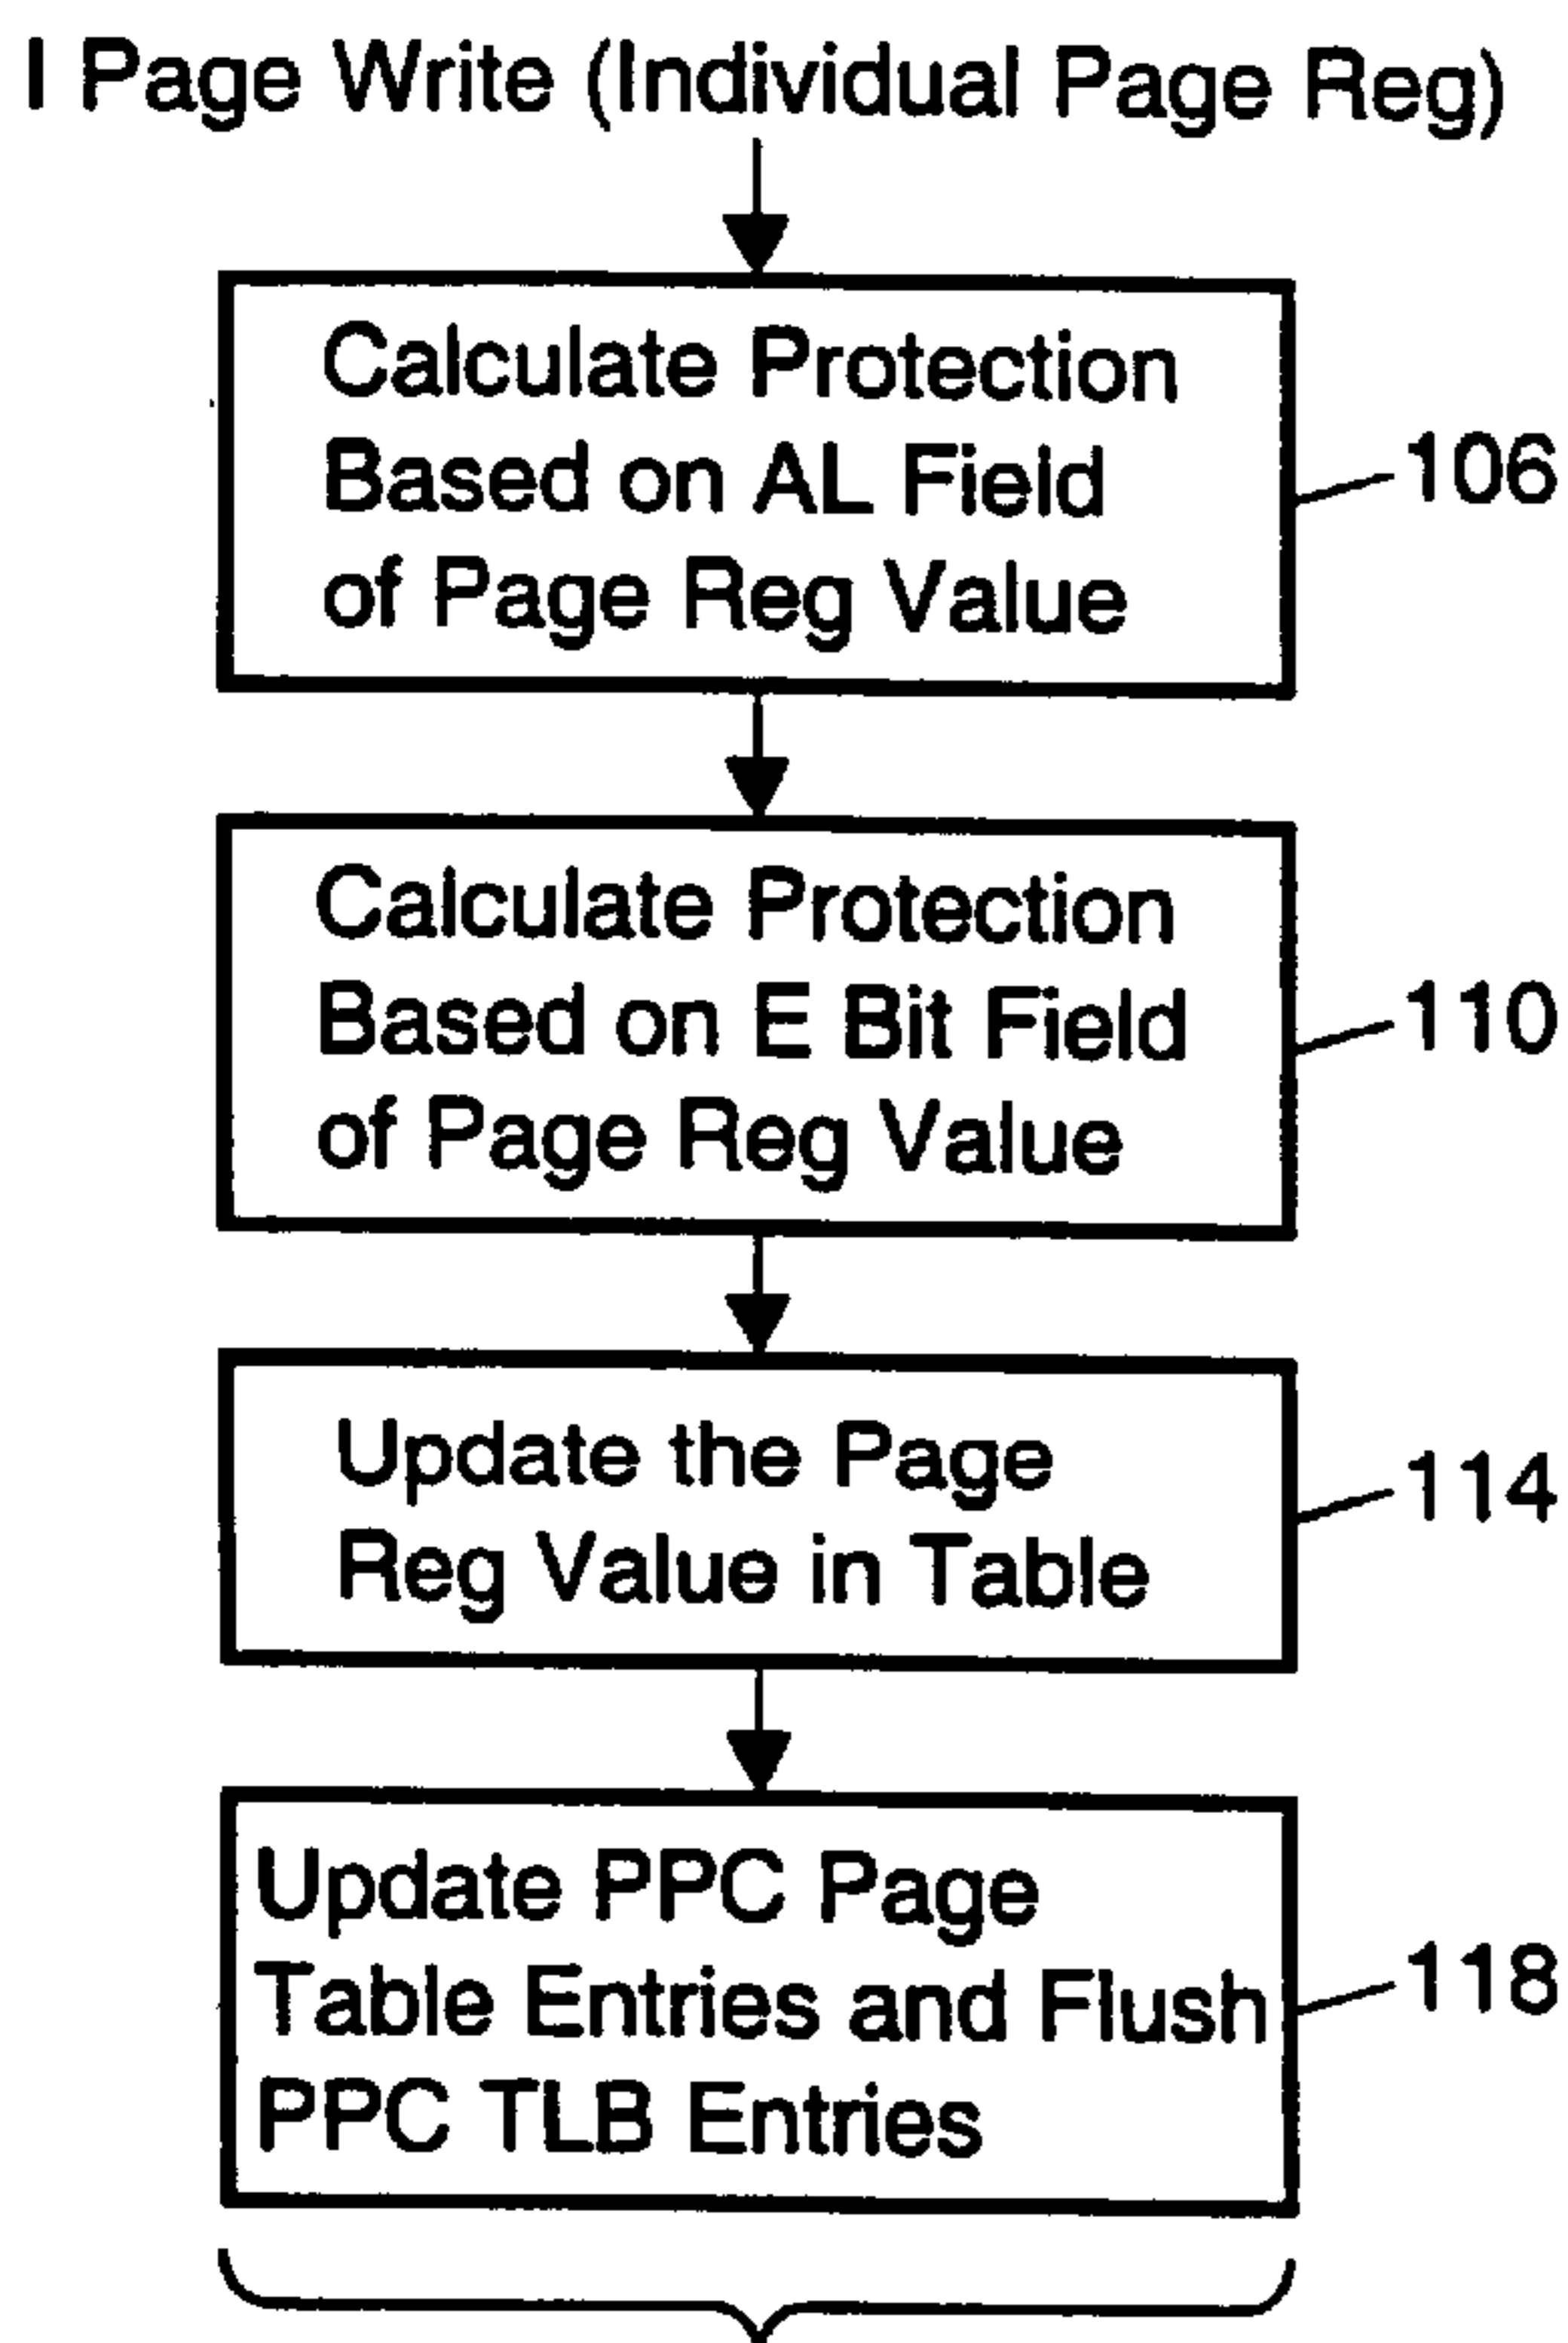 I Page Write (Individual Page Reg)
Calculate Protection
Based on AL Field
of Page Reg Value
106
Calculate Protection
Based on E Bit Field
of Page Reg Value
110
Update the Page
Reg Value in Table
114
Update PPC Page
Table Entries and Flush
PPC TLB Entries
118